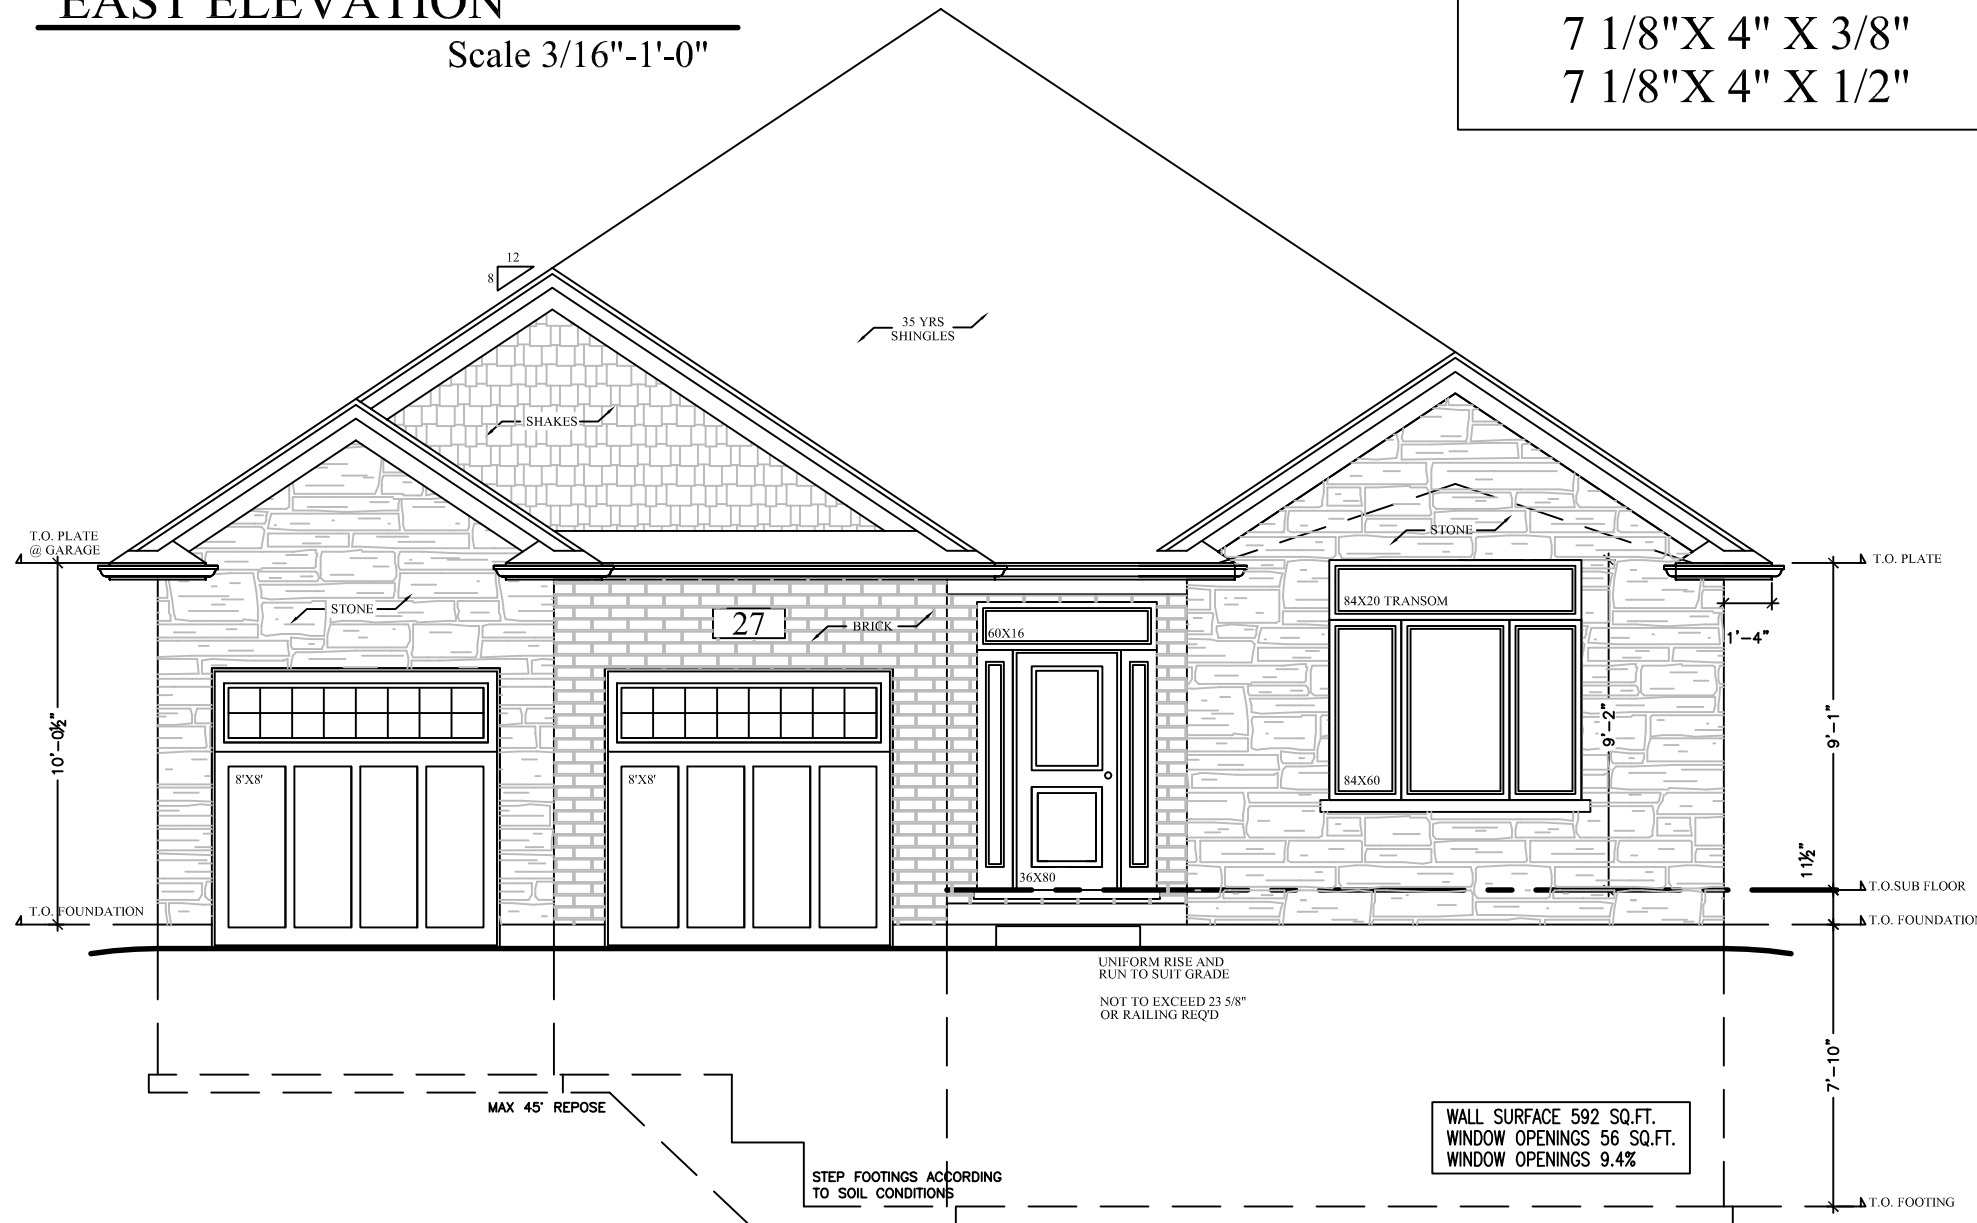 EAST ELEVATION
Scale 3/16"-1'-0"
7 1/8"X 4" X 3/8"
7 1/8"X 4" X 1/2"
12
8
35 YRS
SHINGLES
SHAKES
STONE
T.O. PLATE
@ GARAGE
T.O. PLATE
STONE
27
BRICK
60X16
84X20 TRANSOM
1'-4"
10'-0½"
9'-2"
9'-1"
8'X8'
8'X8'
84X60
36X80
11½"
T.O.SUB FLOOR
T.O. FOUNDATION
T.O. FOUNDATION
UNIFORM RISE AND
RUN TO SUIT GRADE
NOT TO EXCEED 23 5/8"
OR RAILING REQ'D
7'-10"
MAX 45° REPOSE
WALL SURFACE 592 SQ.FT.
WINDOW OPENINGS 56 SQ.FT.
WINDOW OPENINGS 9.4%
STEP FOOTINGS ACCORDING
TO SOIL CONDITIONS
T.O. FOOTING